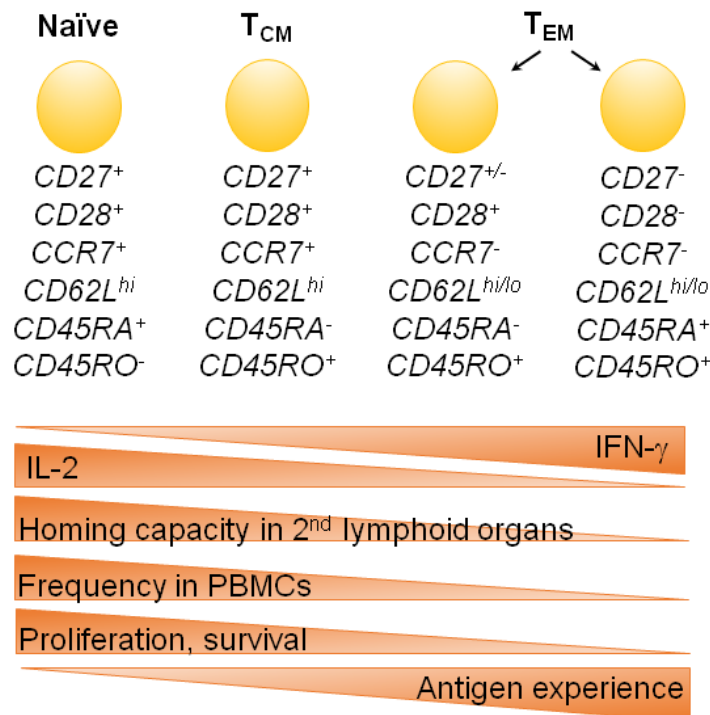 Naïve T_CM T_EM
CD27⁺ CD27⁺ CD27⁺/⁻ CD27⁻
CD28⁺ CD28⁺ CD28⁺ CD28⁻
CCR7⁺ CCR7⁺ CCR7⁻ CCR7⁻
CD62Lʰⁱ CD62Lʰⁱ CD62Lʰⁱ/ˡᵒ CD62Lʰⁱ/ˡᵒ
CD45RA⁺ CD45RA⁻ CD45RA⁻ CD45RA⁺
CD45RO⁻ CD45RO⁺ CD45RO⁺ CD45RO⁺
IFN-γ
IL-2
Homing capacity in 2ⁿᵈ lymphoid organs
Frequency in PBMCs
Proliferation, survival
Antigen experience